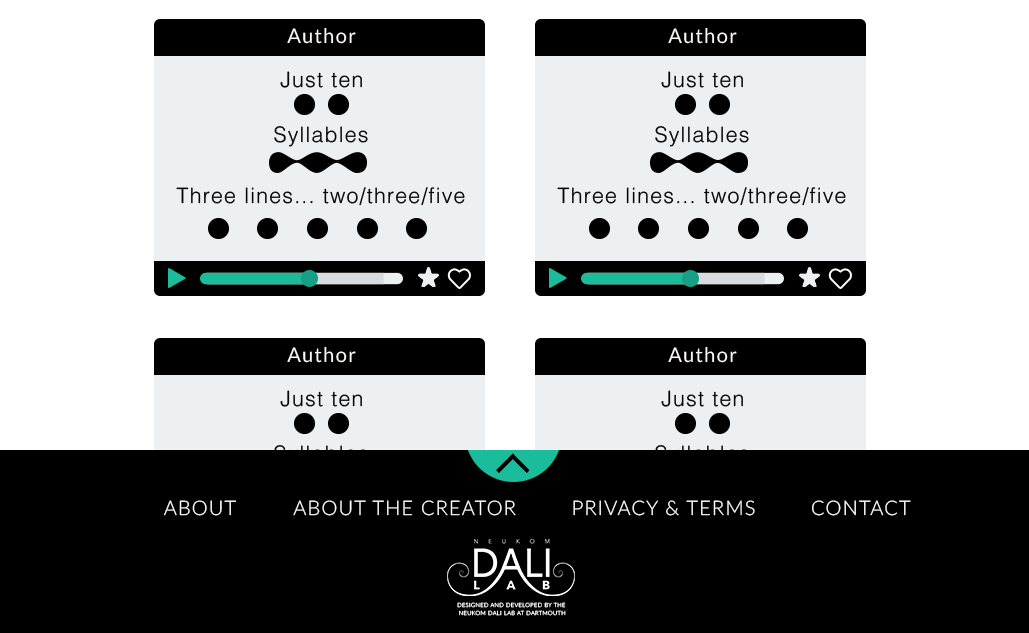 Author
Just ten
Syllables
Three lines... two/three/five
Author
Just ten
Syllables
Three lines... two/three/five
Author
Just ten
Syllables
Author
Just ten
Syllables
ABOUT
ABOUT THE CREATOR
PRIVACY & TERMS
CONTACT
NEUKOM
DALI
LAB
DESIGNED AND DEVELOPED BY THE
NEUKOM DALI LAB AT DARTMOUTH